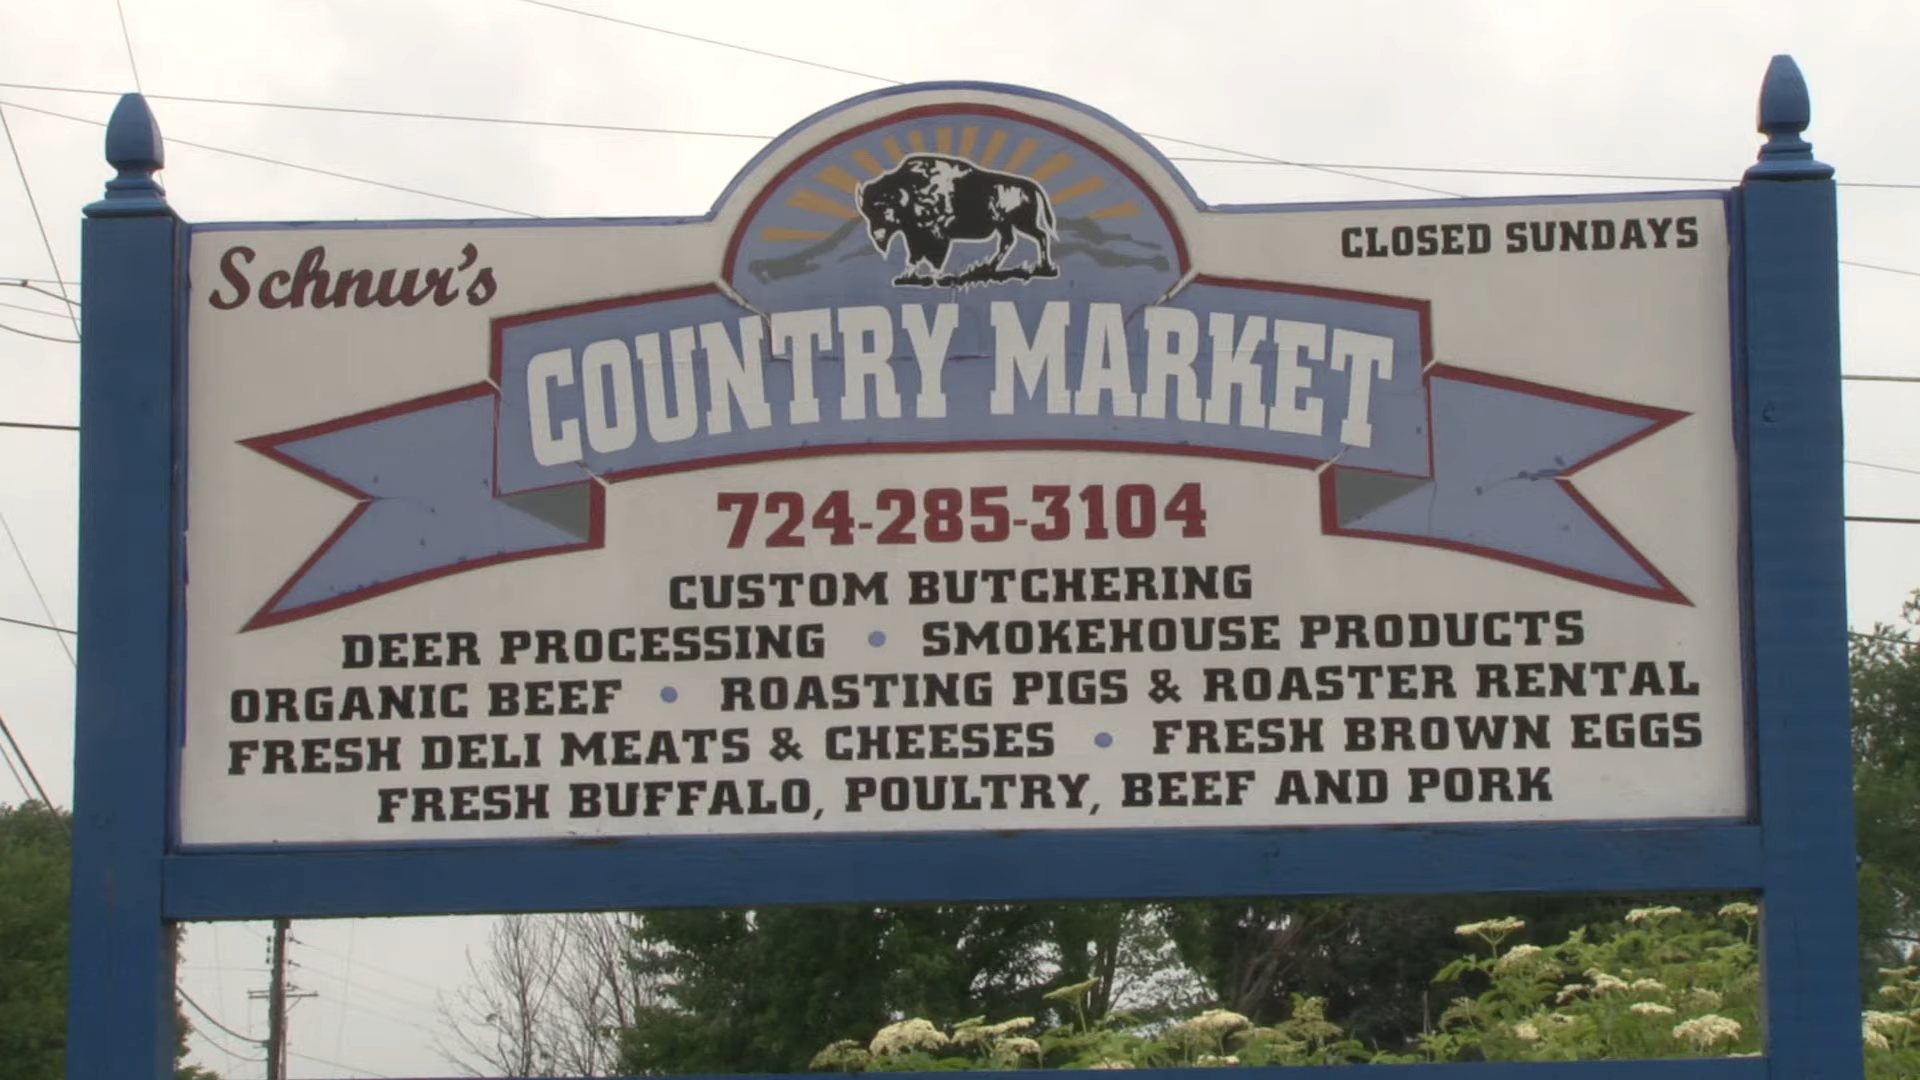 Schnur's
CLOSED SUNDAYS
COUNTRY MARKET
724-285-3104
CUSTOM BUTCHERING
DEER PROCESSING • SMOKEHOUSE PRODUCTS
ORGANIC BEEF • ROASTING PIGS & ROASTER RENTAL
FRESH DELI MEATS & CHEESES • FRESH BROWN EGGS
FRESH BUFFALO, POULTRY, BEEF AND PORK